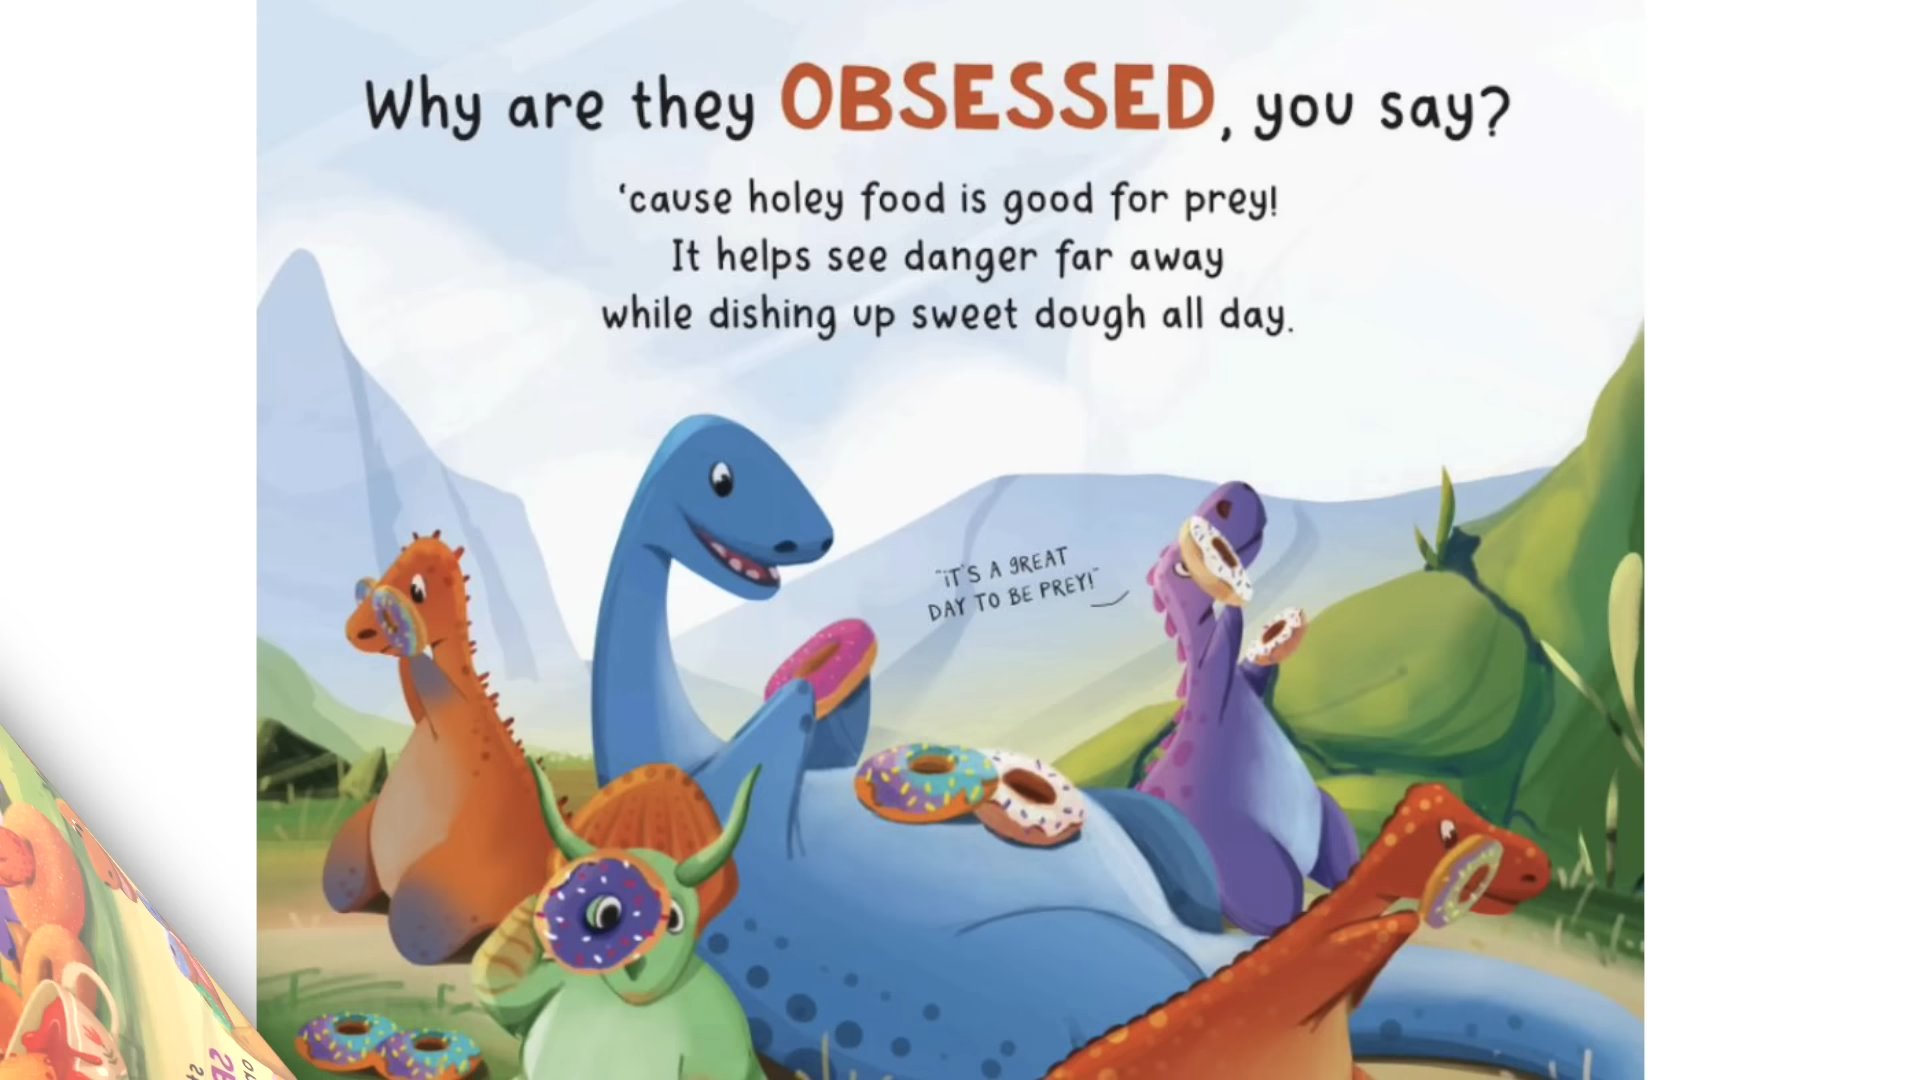 Why are they OBSESSED, you say?
‘cause holey food is good for prey!
It helps see danger far away
while dishing up sweet dough all day.
"IT'S A GREAT
DAY TO BE PREY!"